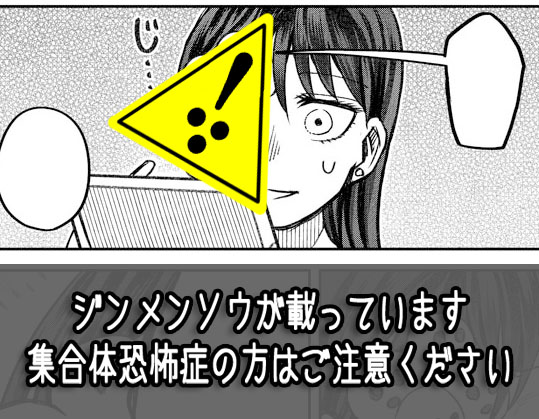 じ…
！
ジンメンソウが載っています
集合体恐怖症の方はご注意ください